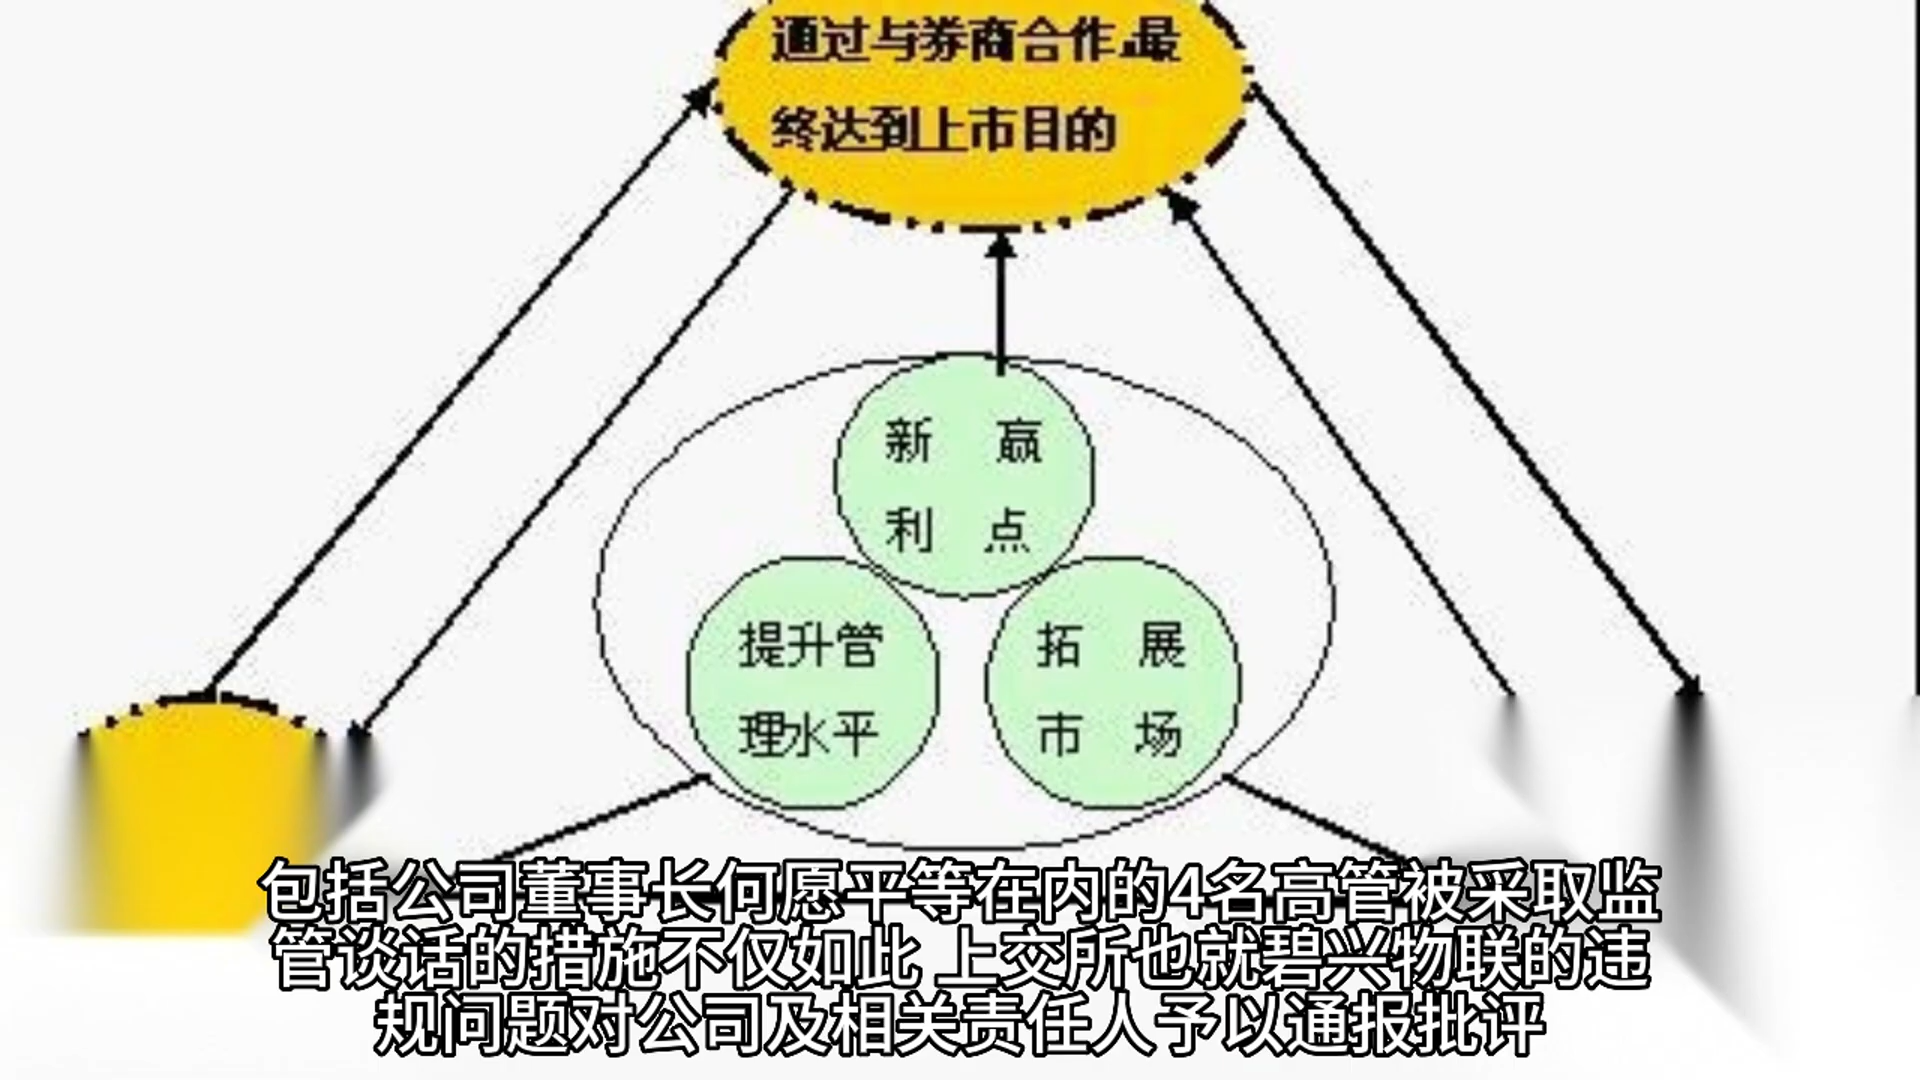 通过与券商合作,最
终达到上市目的
新 赢
利 点
提升管
理水平
拓 展
市 场
包括公司董事长何愿平等在内的4名高管被采取监
管谈话的措施不仅如此 上交所也就碧兴物联的违
规问题对公司及相关责任人予以通报批评